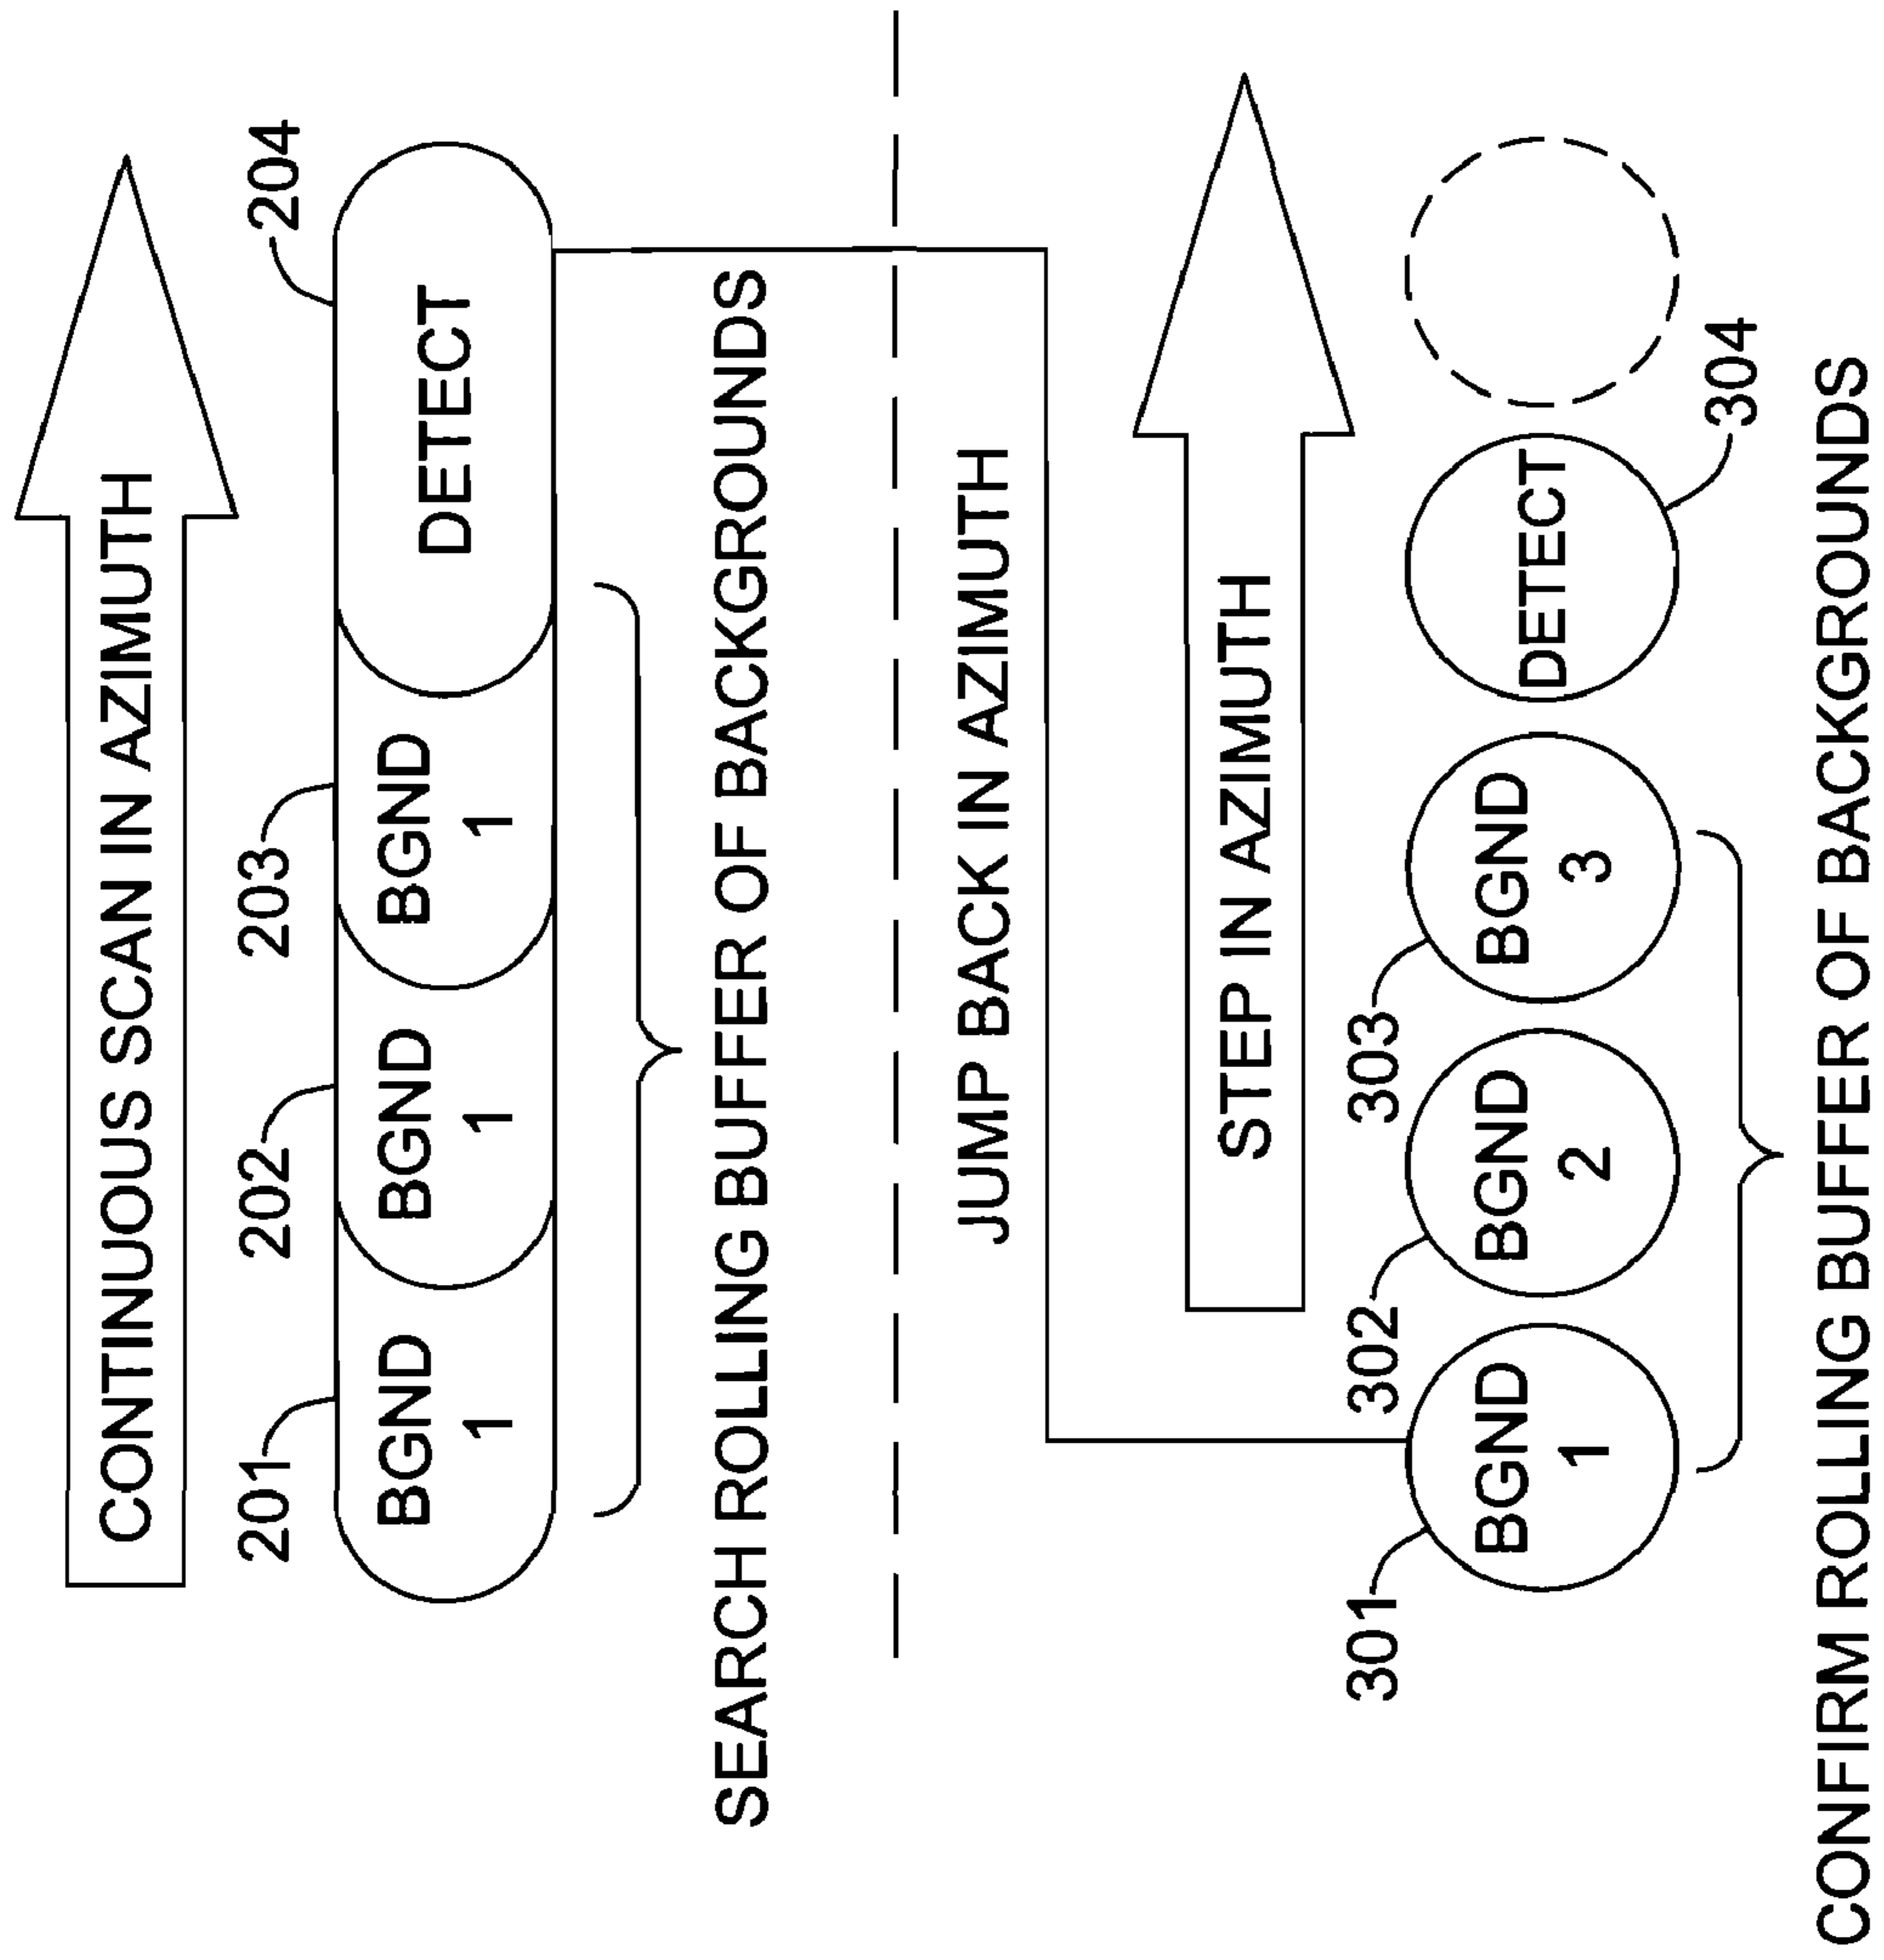 CONTINUOUS SCAN IN AZIMUTH
201
202
203
204
BGND
1
BGND
1
BGND
1
DETECT
SEARCH ROLLING BUFFER OF BACKGROUNDS
JUMP BACK IN AZIMUTH
STEP IN AZIMUTH
301
302
303
BGND
1
BGND
2
BGND
3
DETECT
304
CONFIRM ROLLING BUFFER OF BACKGROUNDS